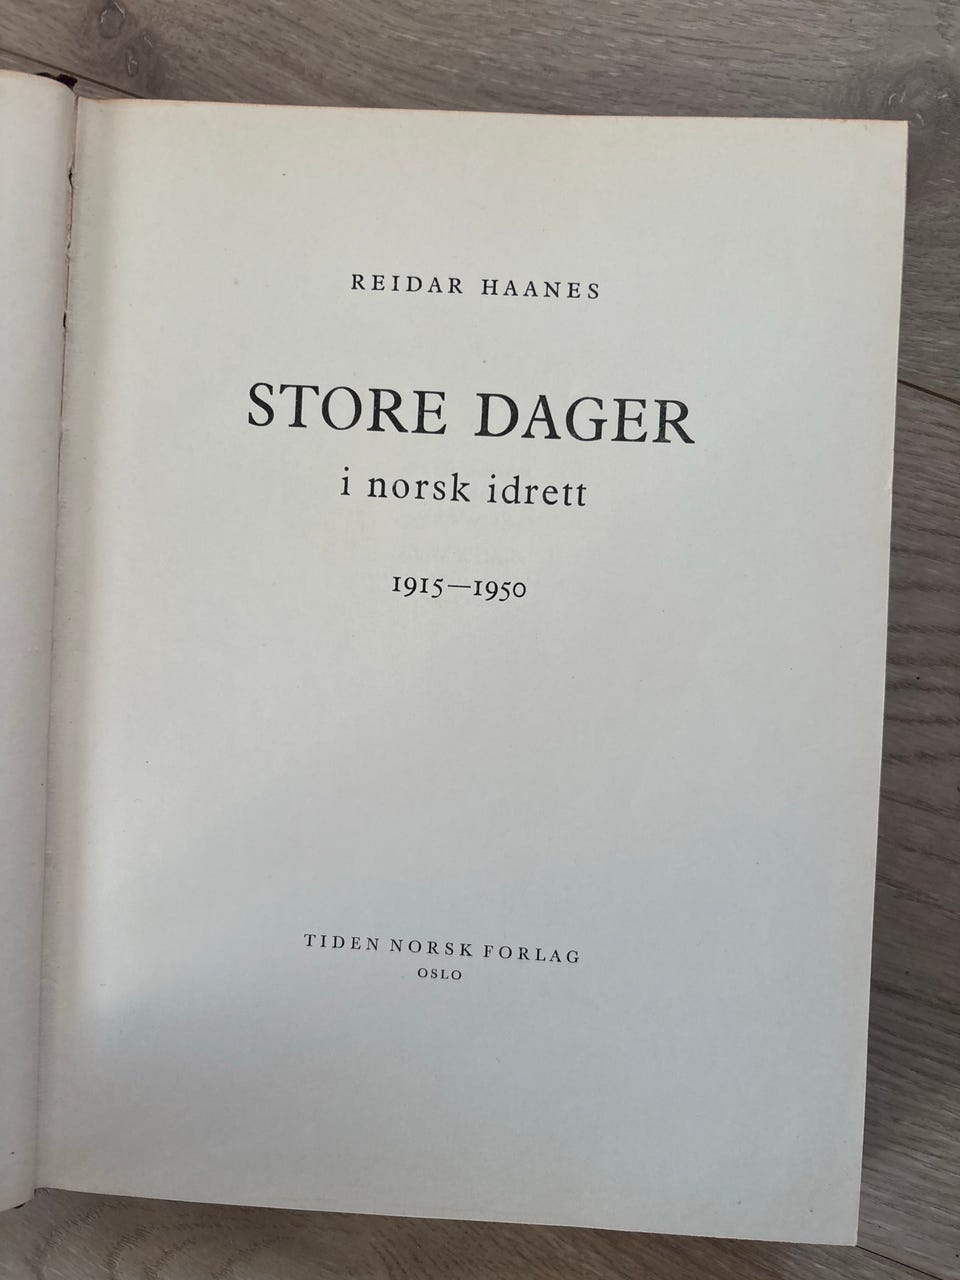 REIDAR HAANES
STORE DAGER
i norsk idrett
1915—1950
TIDEN NORSK FORLAG
OSLO